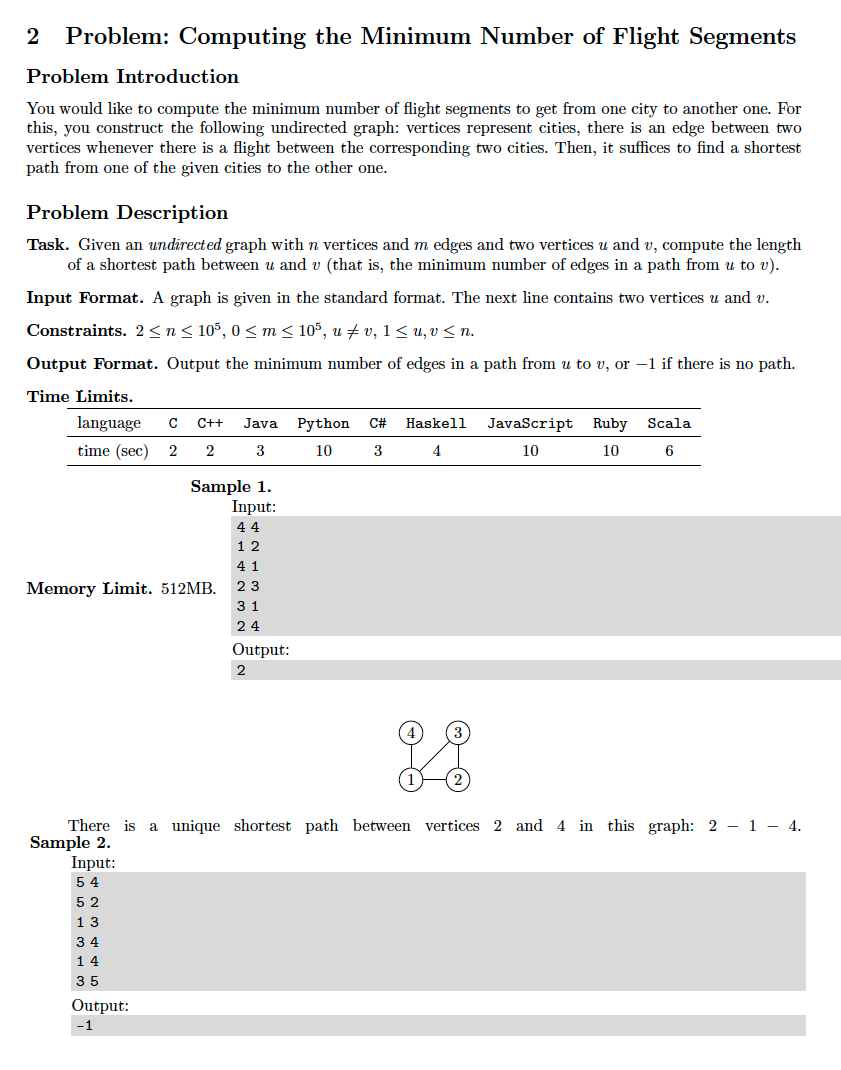 2 Problem: Computing the Minimum Number of Flight Segments
Problem Introduction
You would like to compute the minimum number of flight segments to get from one city to another one. For
this, you construct the following undirected graph: vertices represent cities, there is an edge between two
vertices whenever there is a flight between the corresponding two cities. Then, it suffices to find a shortest
path from one of the given cities to the other one.
Problem Description
Task. Given an undirected graph with n vertices and m edges and two vertices u and v, compute the length
of a shortest path between u and v (that is, the minimum number of edges in a path from u to v).
Input Format. A graph is given in the standard format. The next line contains two vertices u and v.
Constraints. 2 ≤ n ≤ 10⁵, 0 ≤ m ≤ 10⁵, u ≠ v, 1 ≤ u, v ≤ n.
Output Format. Output the minimum number of edges in a path from u to v, or −1 if there is no path.
Time Limits.
language C C++ Java Python C# Haskell JavaScript Ruby Scala
time (sec) 2 2 3 10 3 4 10 10 6
Memory Limit. 512MB.
Sample 1.
Input:
4 4
1 2
4 1
2 3
3 1
2 4
Output:
2
4 3
1 2
There is a unique shortest path between vertices 2 and 4 in this graph: 2 − 1 − 4.
Sample 2.
Input:
5 4
5 2
1 3
3 4
1 4
3 5
Output:
-1